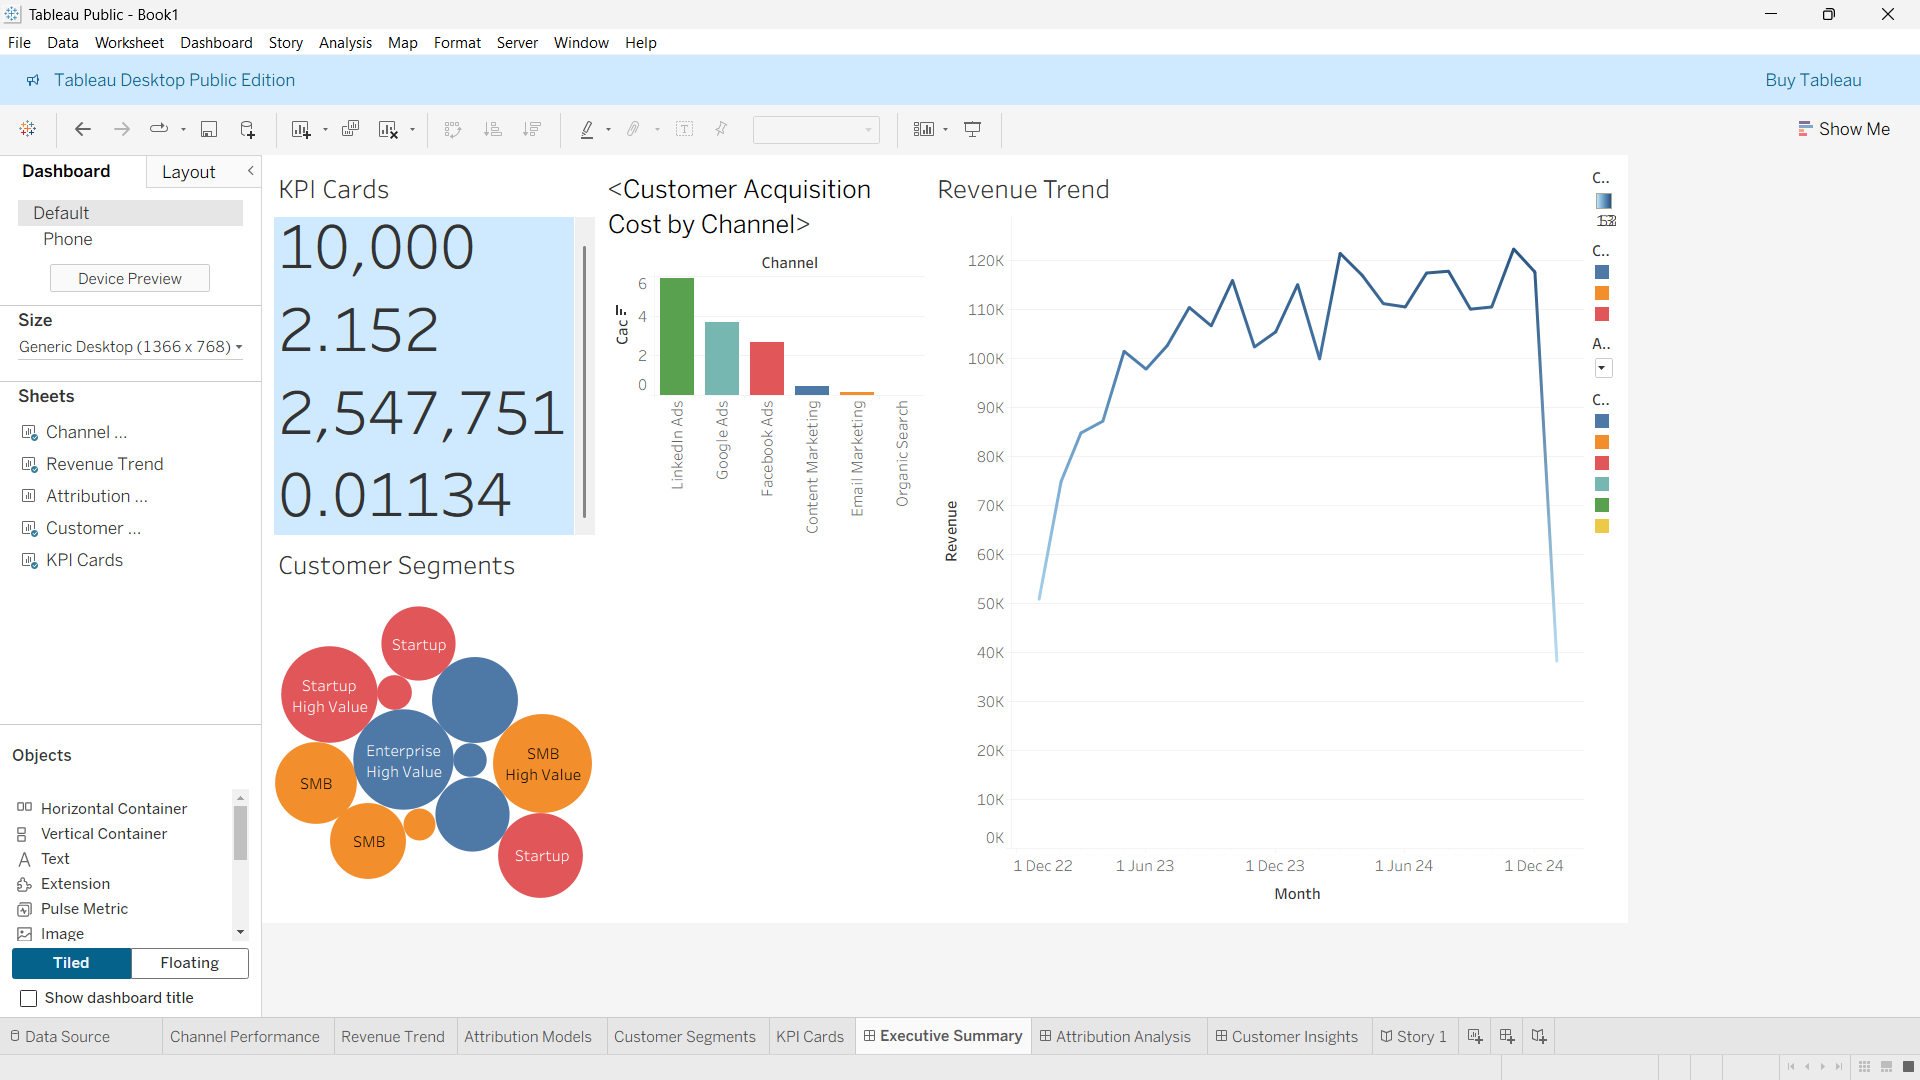 Tableau Public - Book1
File Data Worksheet Dashboard Story Analysis Map Format Server Window Help
Tableau Desktop Public Edition
Buy Tableau
Show Me
Dashboard
Layout
Default
Phone
Device Preview
Size
Generic Desktop (1366 x 768)
Sheets
Channel ...
Revenue Trend
Attribution ...
Customer ...
KPI Cards
Objects
Horizontal Container
Vertical Container
Text
Extension
Pulse Metric
Image
Tiled
Floating
Show dashboard title
KPI Cards
10,000
2.152
2,547,751
0.01134
<Customer Acquisition
Cost by Channel>
Channel
Cac
6
4
2
0
LinkedIn Ads
Google Ads
Facebook Ads
Content Marketing
Email Marketing
Organic Search
Customer Segments
Startup
Startup
High Value
Enterprise
High Value
SMB
High Value
SMB
SMB
Startup
Revenue Trend
Revenue
120K
110K
100K
90K
80K
70K
60K
50K
40K
30K
20K
10K
0K
1 Dec 22
1 Jun 23
1 Dec 23
1 Jun 24
1 Dec 24
Month
C..
C..
A..
C..
Data Source
Channel Performance
Revenue Trend
Attribution Models
Customer Segments
KPI Cards
Executive Summary
Attribution Analysis
Customer Insights
Story 1